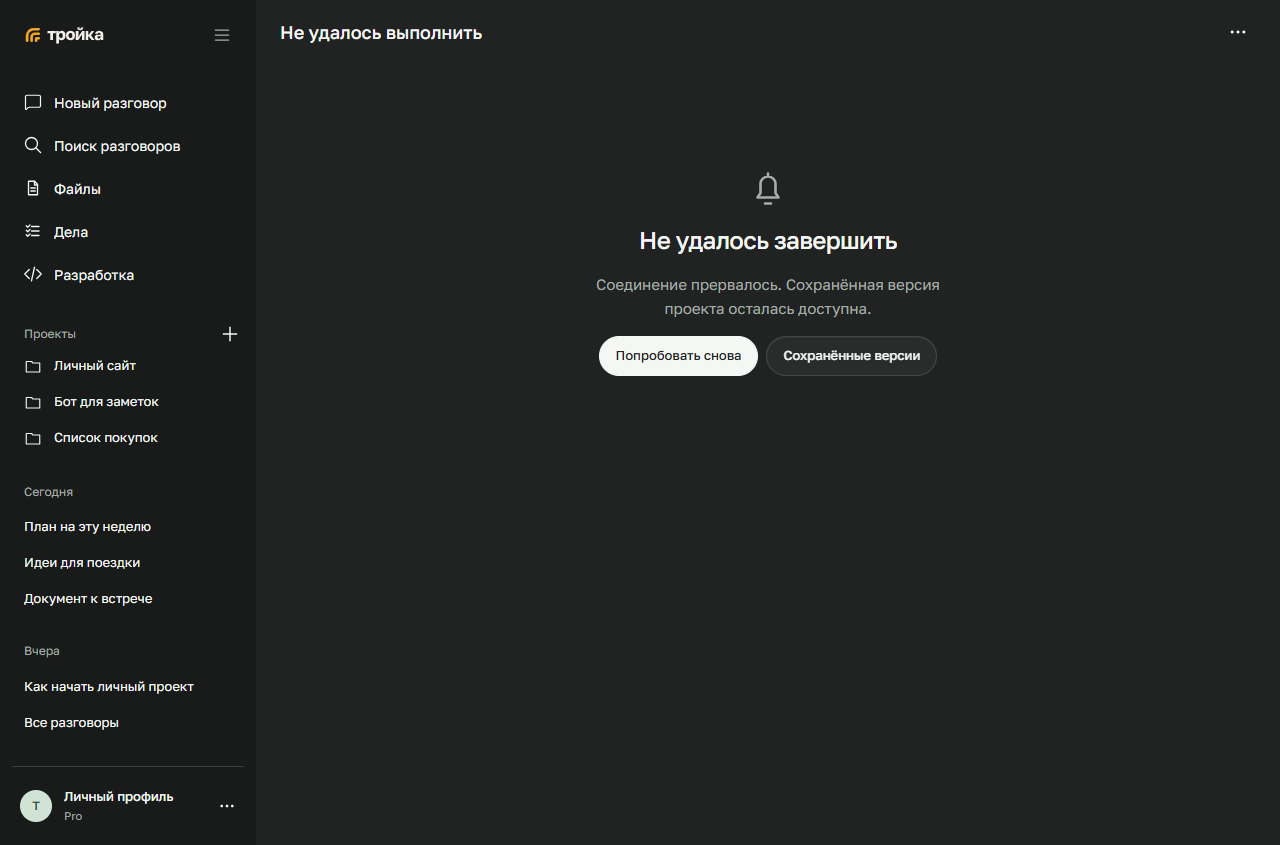 тройка
Новый разговор
Поиск разговоров
Файлы
Дела
Разработка
Проекты
Личный сайт
Бот для заметок
Список покупок
Сегодня
План на эту неделю
Идеи для поездки
Документ к встрече
Вчера
Как начать личный проект
Все разговоры
Т
Личный профиль
Pro
Не удалось выполнить
Не удалось завершить
Соединение прервалось. Сохранённая версия
проекта осталась доступна.
Попробовать снова
Сохранённые версии